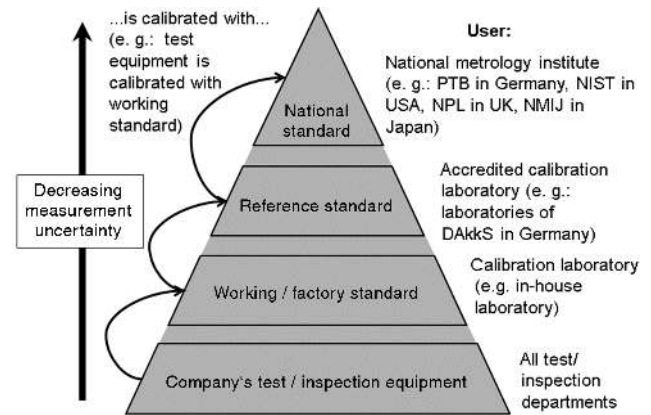 ...is calibrated with...
(e. g.: test
equipment is
calibrated with
working
standard)
User:
National metrology institute
(e. g.: PTB in Germany, NIST in
USA, NPL in UK, NMIJ in
Japan)
National
standard
Decreasing
measurement
uncertainty
Reference standard
Accredited calibration
laboratory (e. g.:
laboratories of
DAkkS in Germany)
Working / factory standard
Calibration laboratory
(e.g. in-house
laboratory)
Company's test / inspection equipment
All test/
inspection
departments